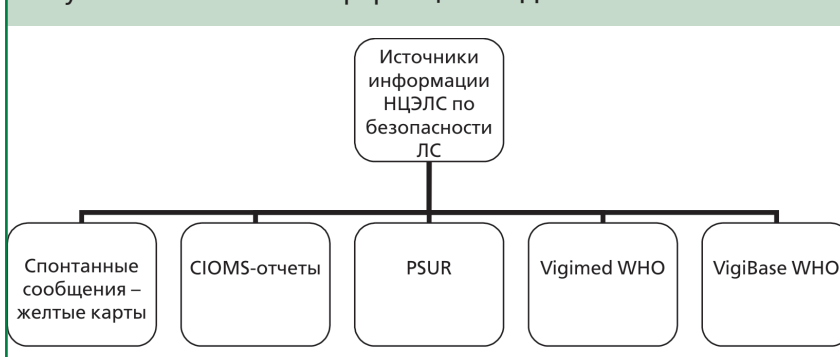 Источники
информации
НЦЭЛС по
безопасности
ЛС
Спонтанные
сообщения –
желтые карты
CIOMS-отчеты
PSUR
Vigimed WHO
VigiBase WHO